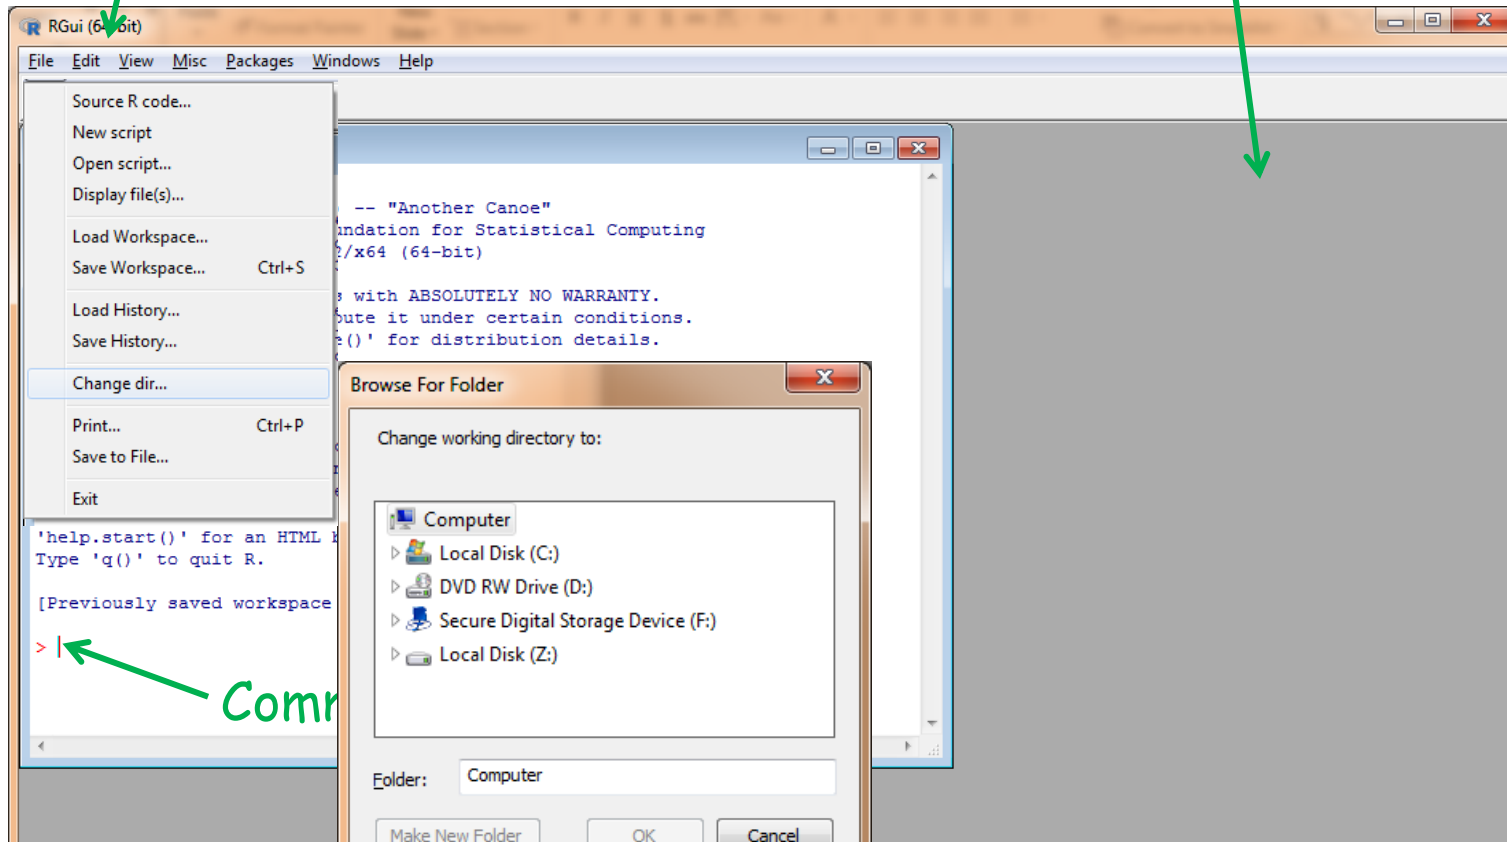 RGui (64-bit)
File Edit View Misc Packages Windows Help
Source R code...
New script
Open script...
Display file(s)...
Load Workspace...
Save Workspace... Ctrl+S
Load History...
Save History...
Change dir...
Print... Ctrl+P
Save to File...
Exit
-- "Another Canoe"
ndation for Statistical Computing
/x64 (64-bit)
with ABSOLUTELY NO WARRANTY.
ute it under certain conditions.
()' for distribution details.
'help.start()' for an HTML
Type 'q()' to quit R.
[Previously saved workspace
>
Com
Browse For Folder
Change working directory to:
Computer
Local Disk (C:)
DVD RW Drive (D:)
Secure Digital Storage Device (F:)
Local Disk (Z:)
Folder: Computer
Make New Folder OK Cancel